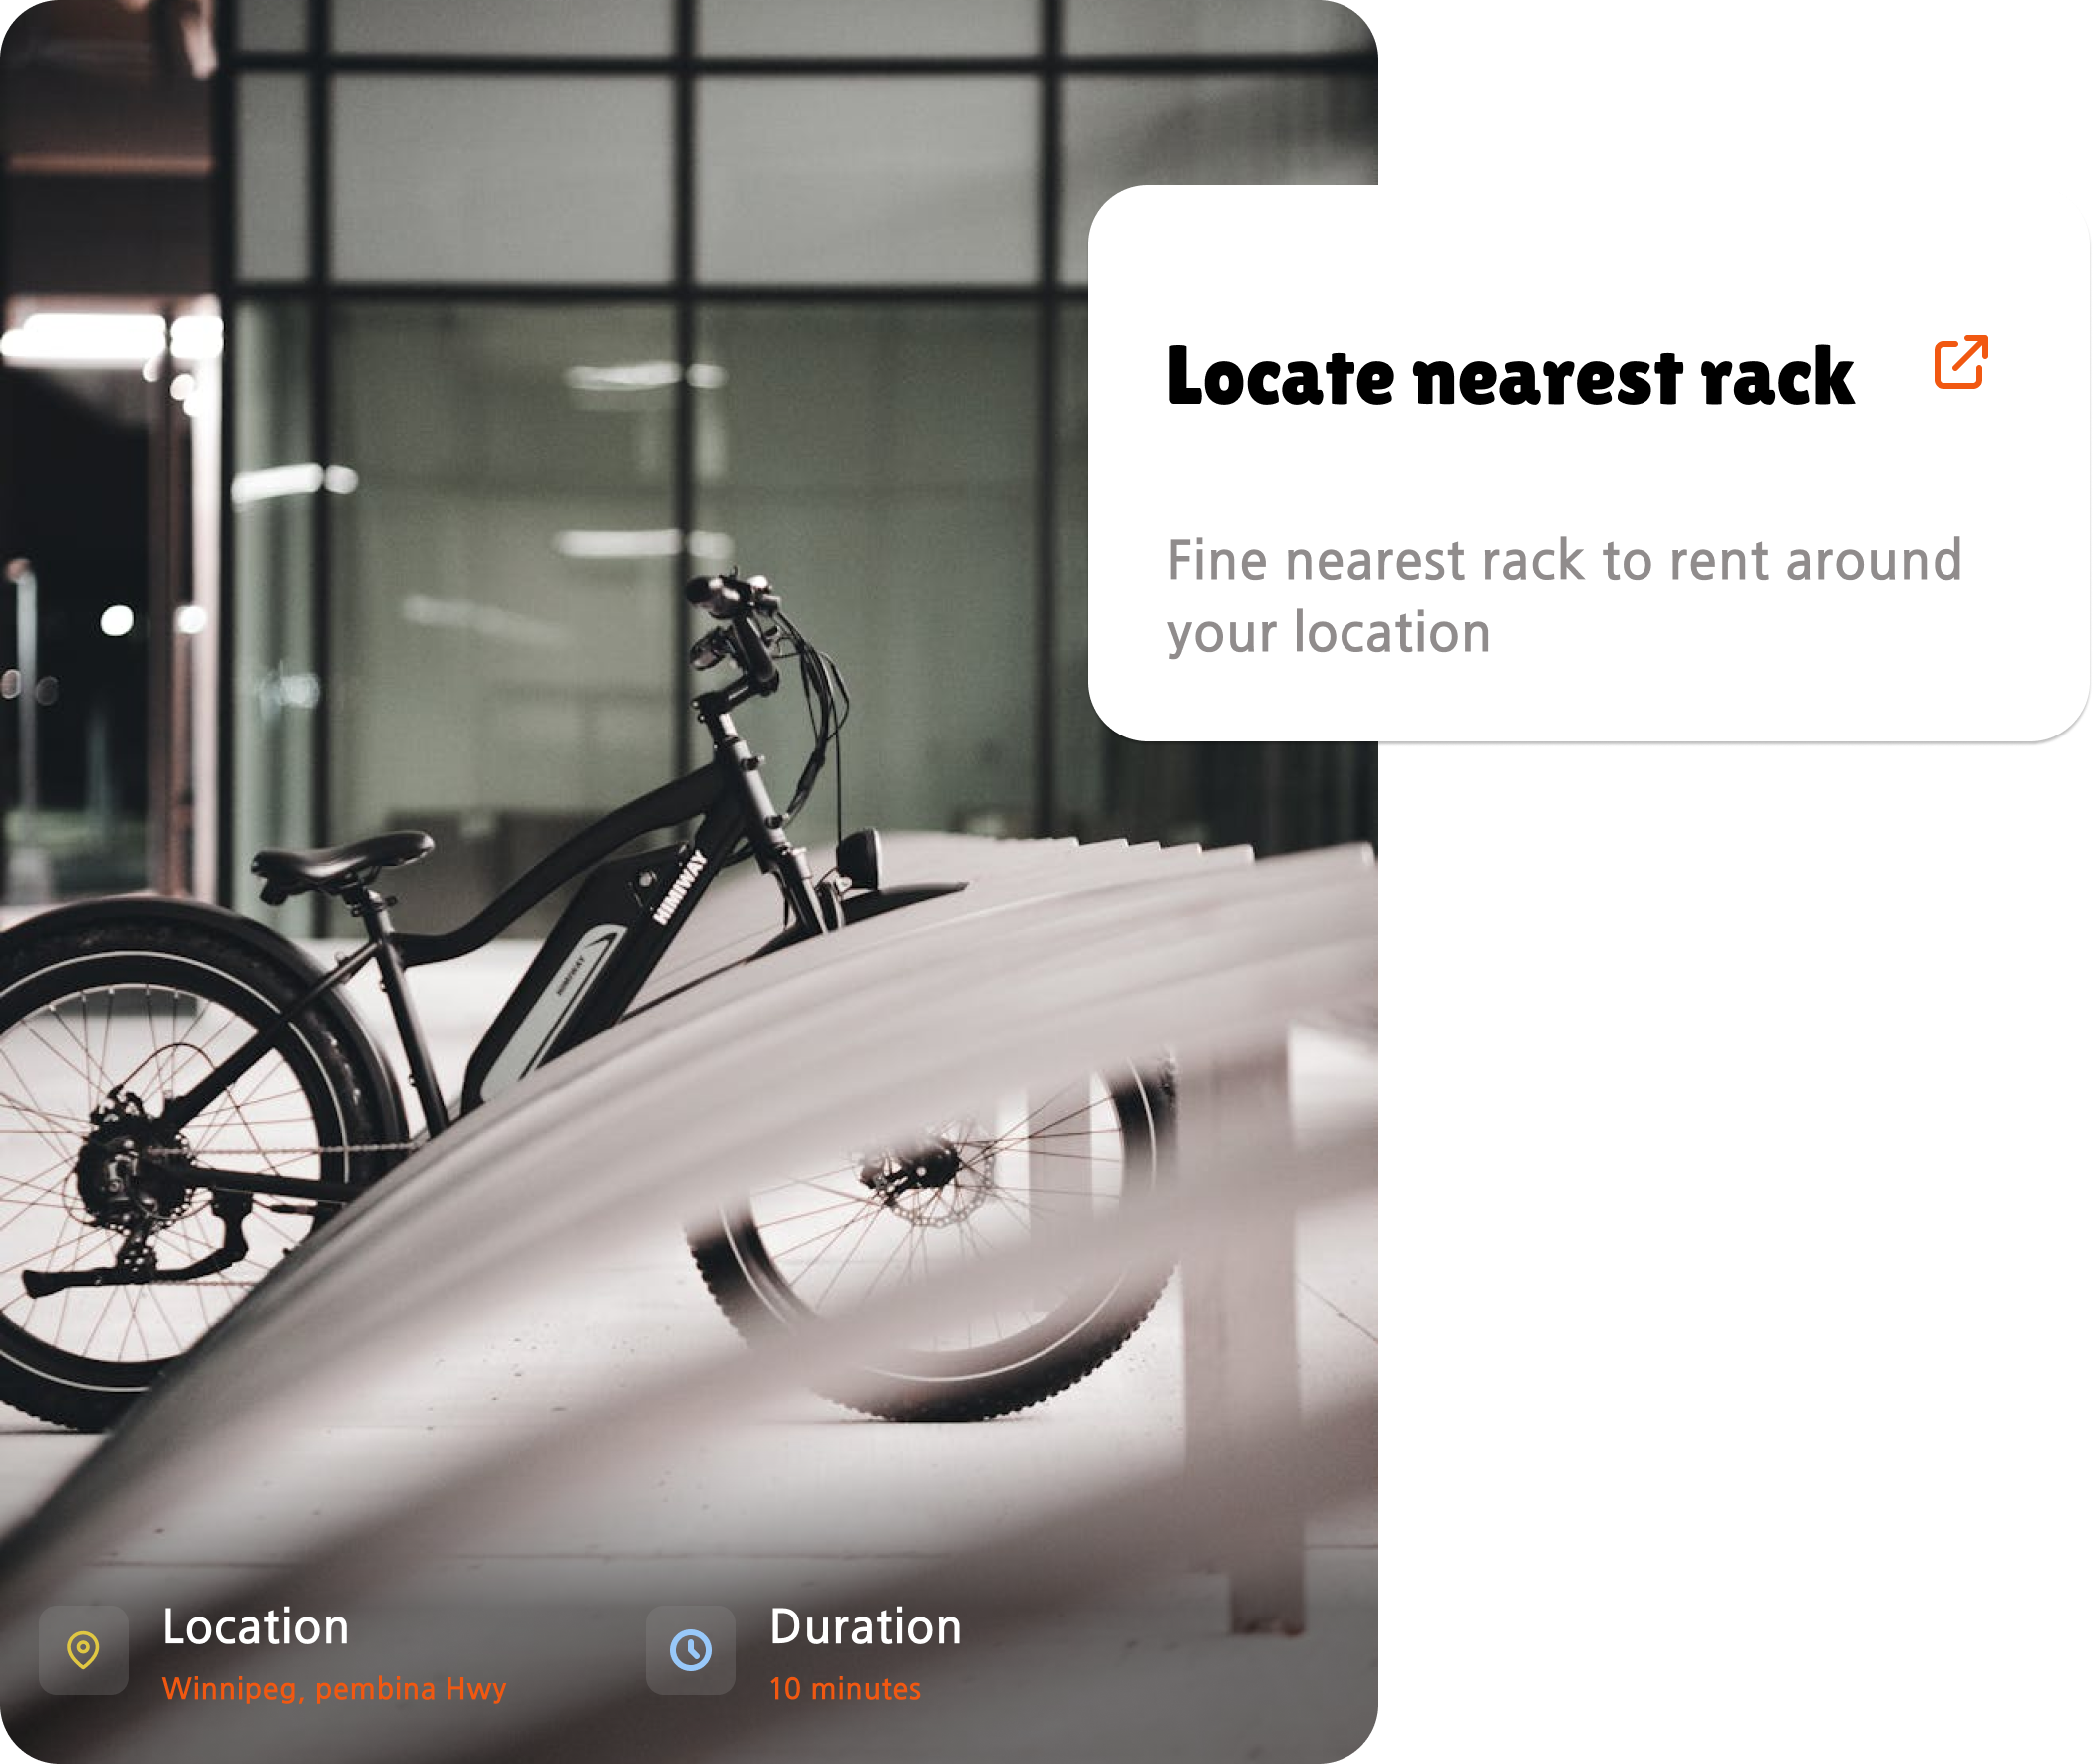 Locate nearest rack
Fine nearest rack to rent around
your location
HIMIWAY
HIMIWAY
Location
Winnipeg, pembina Hwy
Duration
10 minutes